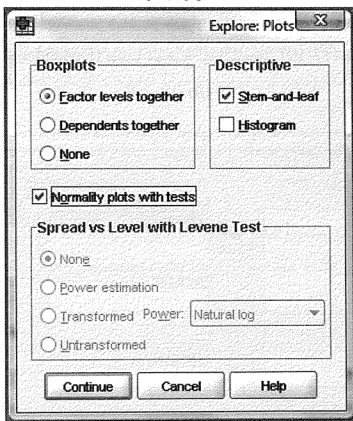 Explore: Plots
Boxplots
Factor levels together
Dependents together
None
Descriptive
Stem-and-leaf
Histogram
Normality plots with tests
Spread vs Level with Levene Test
None
Power estimation
Transformed Power: Natural log
Untransformed
Continue Cancel Help